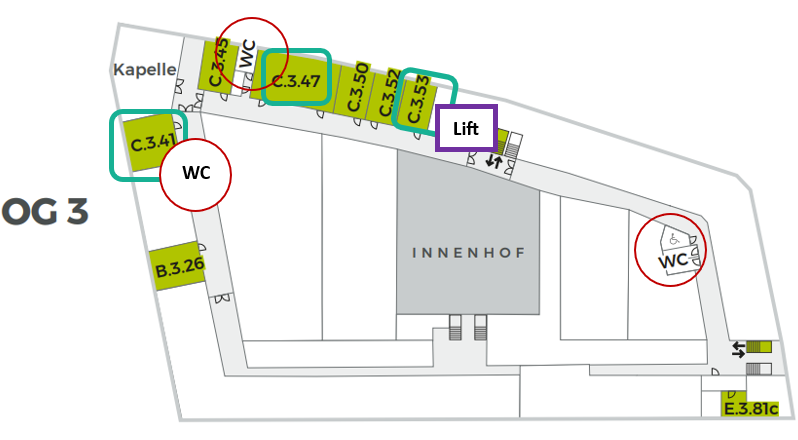 Kapelle
C.3.45
WC
C.3.47
C.3.50
C.3.52
C.3.53
Lift
C.3.41
WC
OG 3
INNENHOF
WC
B.3.26
E.3.81c